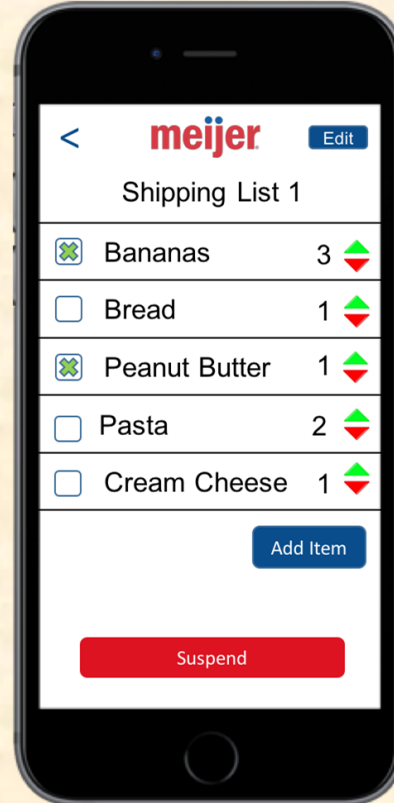 < meijer Edit
Shipping List 1
Bananas 3
Bread 1
Peanut Butter 1
Pasta 2
Cream Cheese 1
Add Item
Suspend